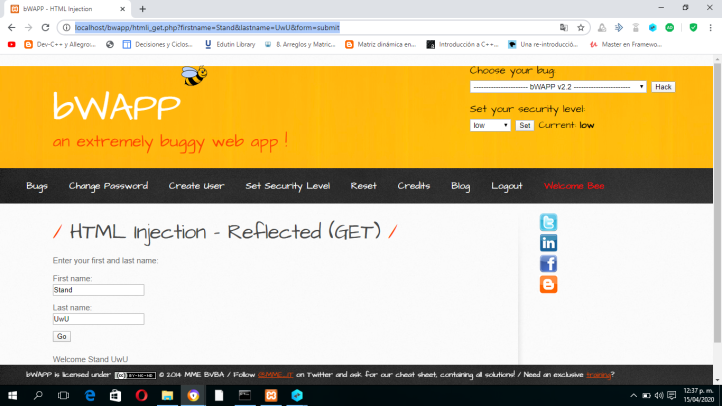 bWAPP - HTML Injection
localhost/bwapp/htmli_get.php?firstname=Stand&lastname=UwU&form=submit
Dev-C++ y Allegro...
Decisiones y Ciclos...
Edutin Library
8. Arreglos y Matric...
Matriz dinámica en...
Introducción a C++...
Una re-introducció...
Master en Framewo...
bWAPP
an extremely buggy web app !
Choose your bug:
---------------------- bWAPP v2.2 ----------------------- Hack
Set your security level:
low Set Current: low
Bugs Change Password Create User Set Security Level Reset Credits Blog Logout Welcome Bee
/ HTML Injection - Reflected (GET) /
Enter your first and last name:
First name:
Stand
Last name:
UwU
Go
Welcome Stand UwU
bWAPP is licensed under BY-NC-ND © 2014 MME BVBA / Follow @MME_IT on Twitter and ask for our cheat sheet, containing all solutions! / Need an exclusive training?
12:37 p. m.
15/04/2020